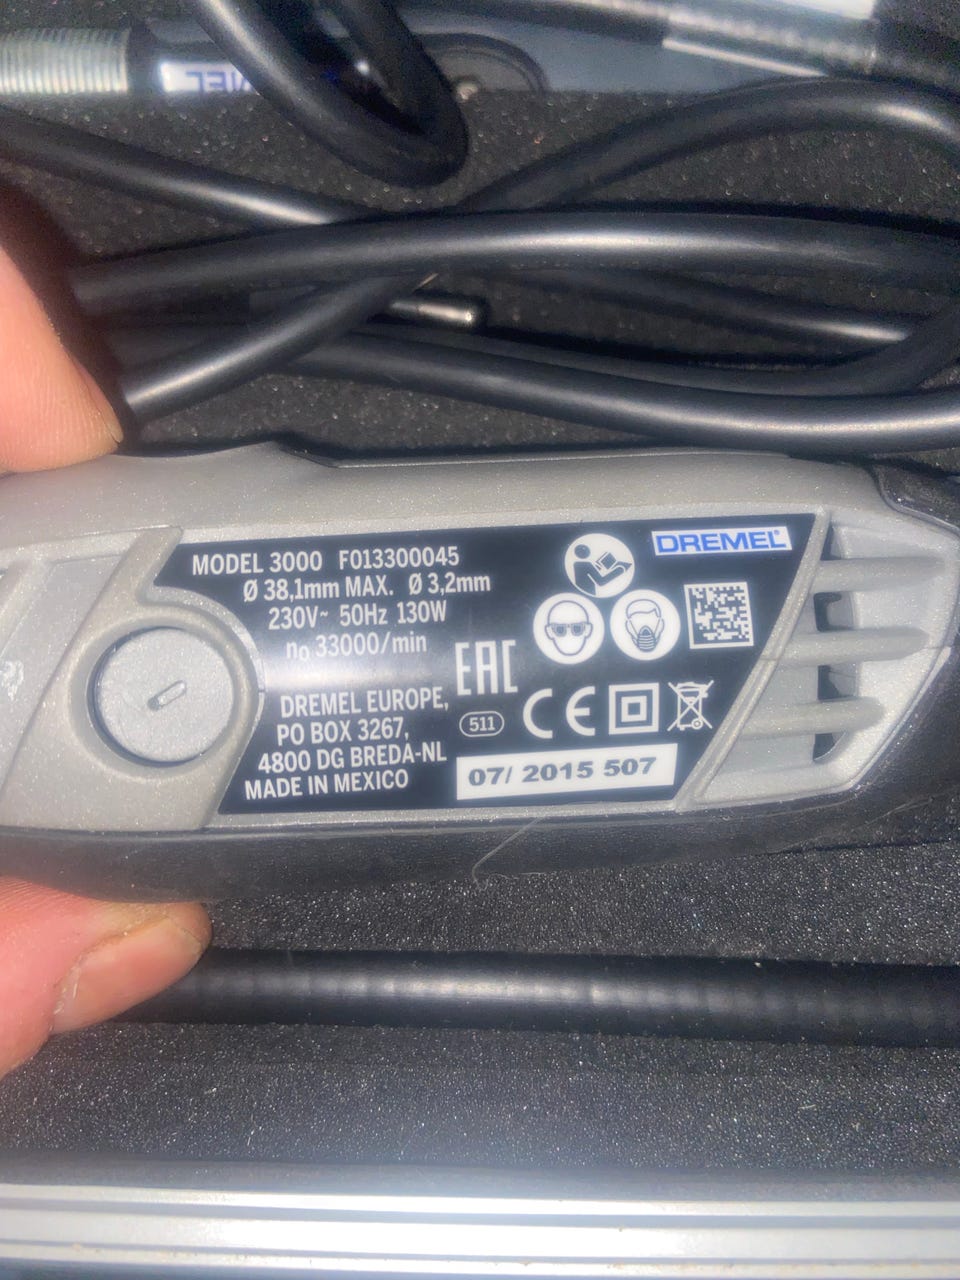 MODEL 3000 F013300045
Ø 38,1mm MAX. Ø 3,2mm
230V~ 50Hz 130W
n₀ 33000/min
DREMEL EUROPE,
PO BOX 3267,
4800 DG BREDA-NL
MADE IN MEXICO
DREMEL
EAC
511
CE
07/ 2015 507